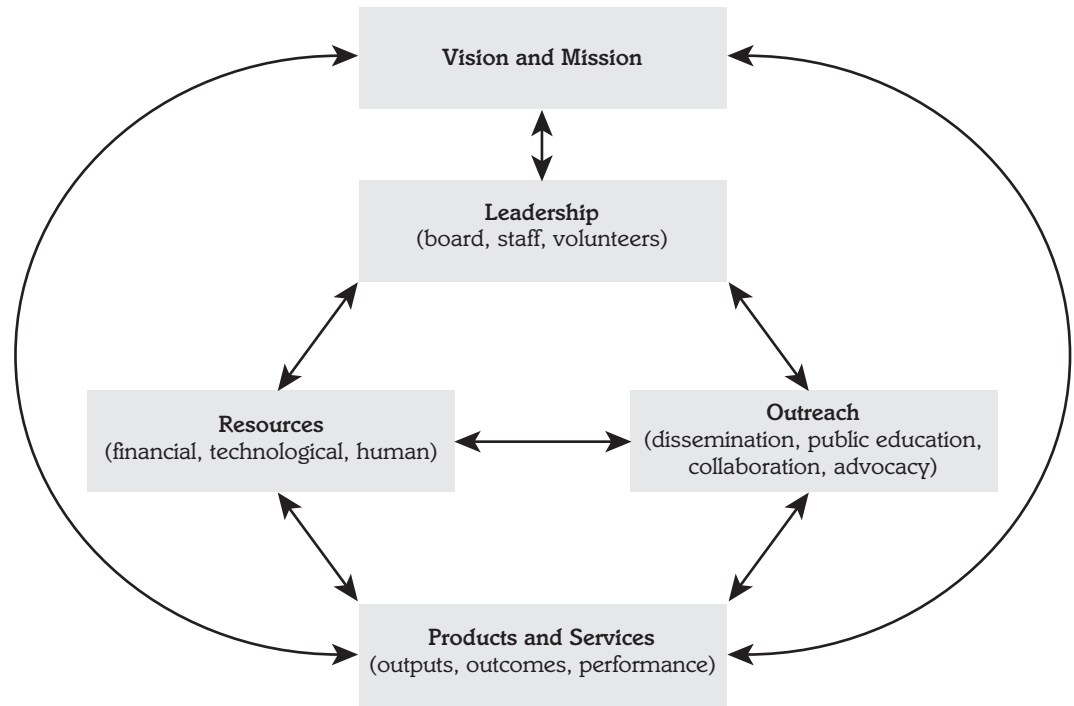 Vision and Mission
Leadership
(board, staff, volunteers)
Resources
(financial, technological, human)
Outreach
(dissemination, public education,
collaboration, advocacy)
Products and Services
(outputs, outcomes, performance)